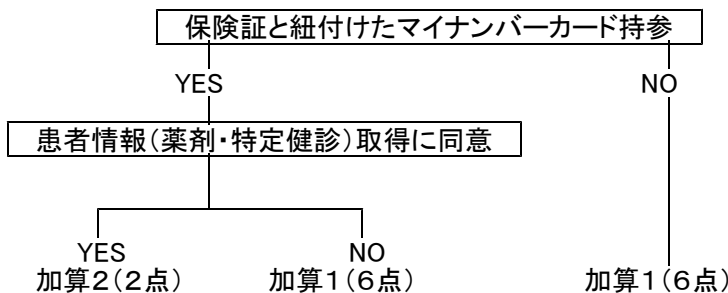 保険証と紐付けたマイナンバーカード持参
YES
NO
患者情報(薬剤・特定健診)取得に同意
YES
NO
加算2(2点)
加算1(6点)
加算1(6点)